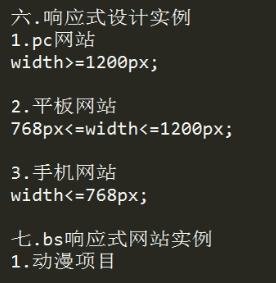 六.响应式设计实例
1.pc网站
width>=1200px;
2.平板网站
768px<=width<=1200px;
3.手机网站
width<=768px;
七.bs响应式网站实例
1.动漫项目